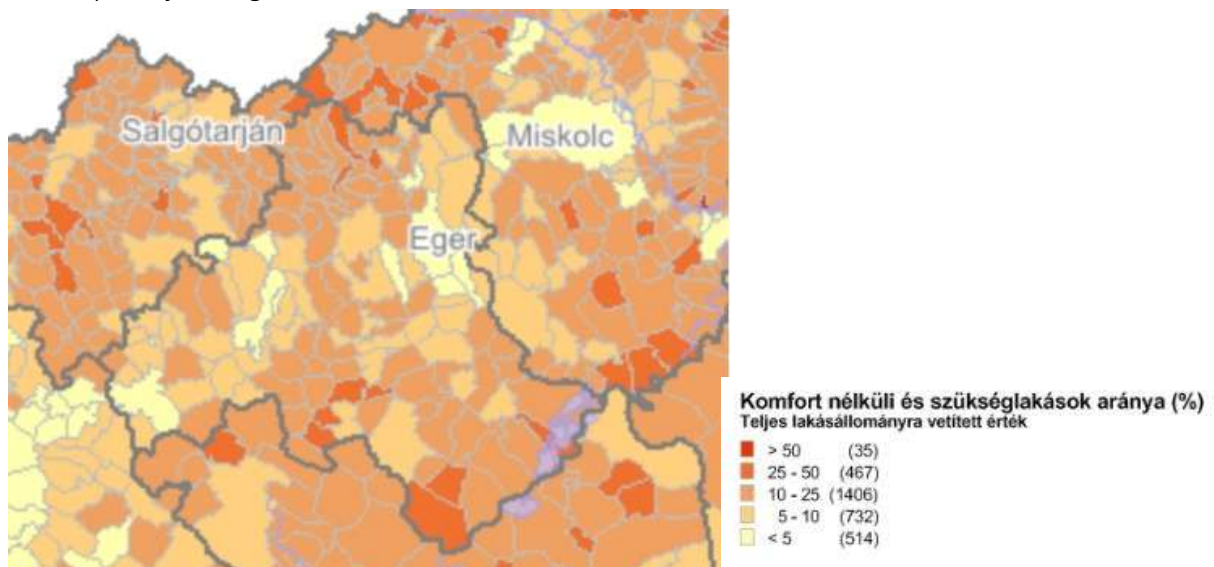 Salgótarján
Miskolc
Eger
Komfort nélküli és szükséglakások aránya (%)
Teljes lakásállományra vetített érték
> 50 (35)
25 - 50 (467)
10 - 25 (1406)
5 - 10 (732)
< 5 (514)